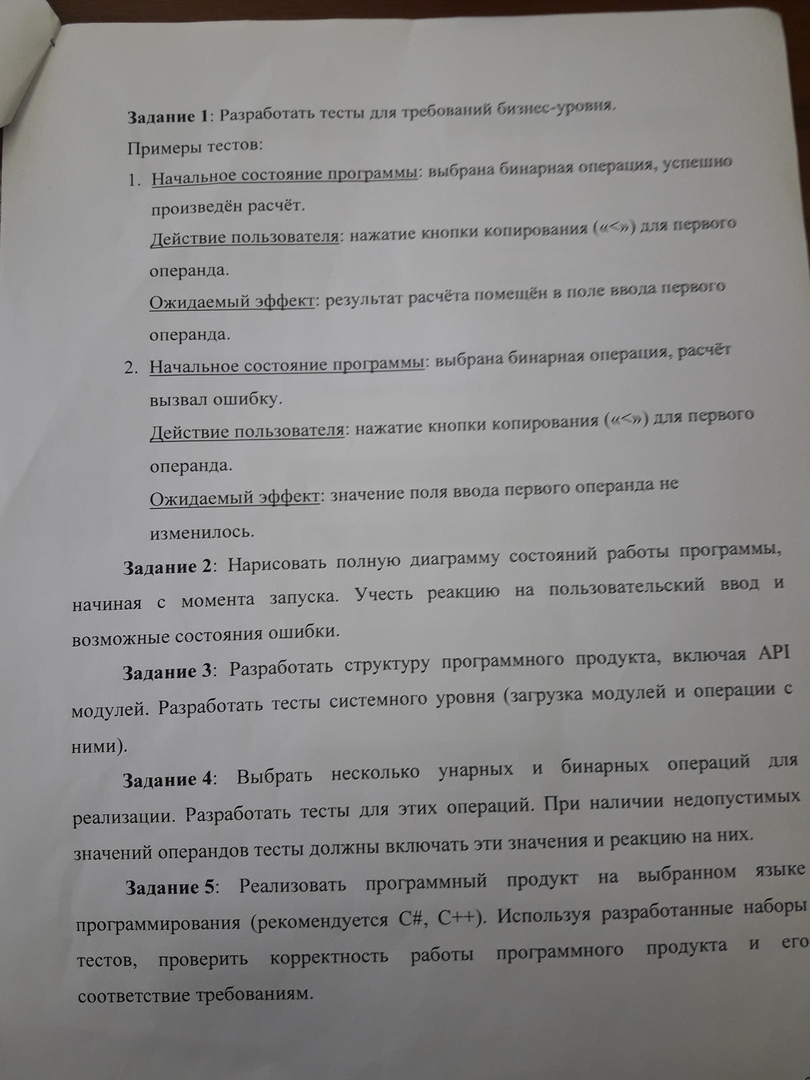 Задание 1: Разработать тесты для требований бизнес-уровня.
Примеры тестов:
1. Начальное состояние программы: выбрана бинарная операция, успешно
произведён расчёт.
Действие пользователя: нажатие кнопки копирования («<») для первого
операнда.
Ожидаемый эффект: результат расчёта помещён в поле ввода первого
операнда.
2. Начальное состояние программы: выбрана бинарная операция, расчёт
вызвал ошибку.
Действие пользователя: нажатие кнопки копирования («<») для первого
операнда.
Ожидаемый эффект: значение поля ввода первого операнда не
изменилось.
Задание 2: Нарисовать полную диаграмму состояний работы программы,
начиная с момента запуска. Учесть реакцию на пользовательский ввод и
возможные состояния ошибки.
Задание 3: Разработать структуру программного продукта, включая API
модулей. Разработать тесты системного уровня (загрузка модулей и операции с
ними).
Задание 4: Выбрать несколько унарных и бинарных операций для
реализации. Разработать тесты для этих операций. При наличии недопустимых
значений операндов тесты должны включать эти значения и реакцию на них.
Задание 5: Реализовать программный продукт на выбранном языке
программирования (рекомендуется C#, C++). Используя разработанные наборы
тестов, проверить корректность работы программного продукта и его
соответствие требованиям.